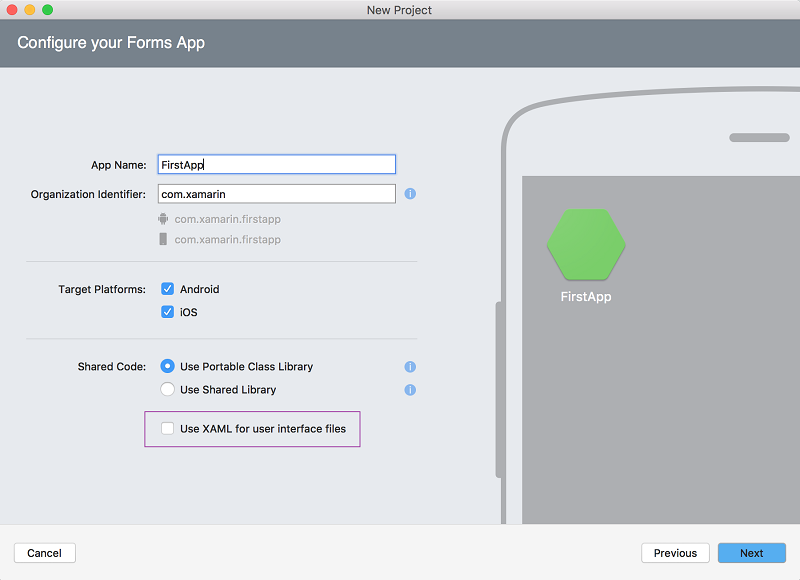 New Project
Configure your Forms App
App Name: FirstApp
Organization Identifier: com.xamarin
com.xamarin.firstapp
com.xamarin.firstapp
Target Platforms: Android
iOS
Shared Code: Use Portable Class Library
Use Shared Library
Use XAML for user interface files
FirstApp
Cancel Previous Next